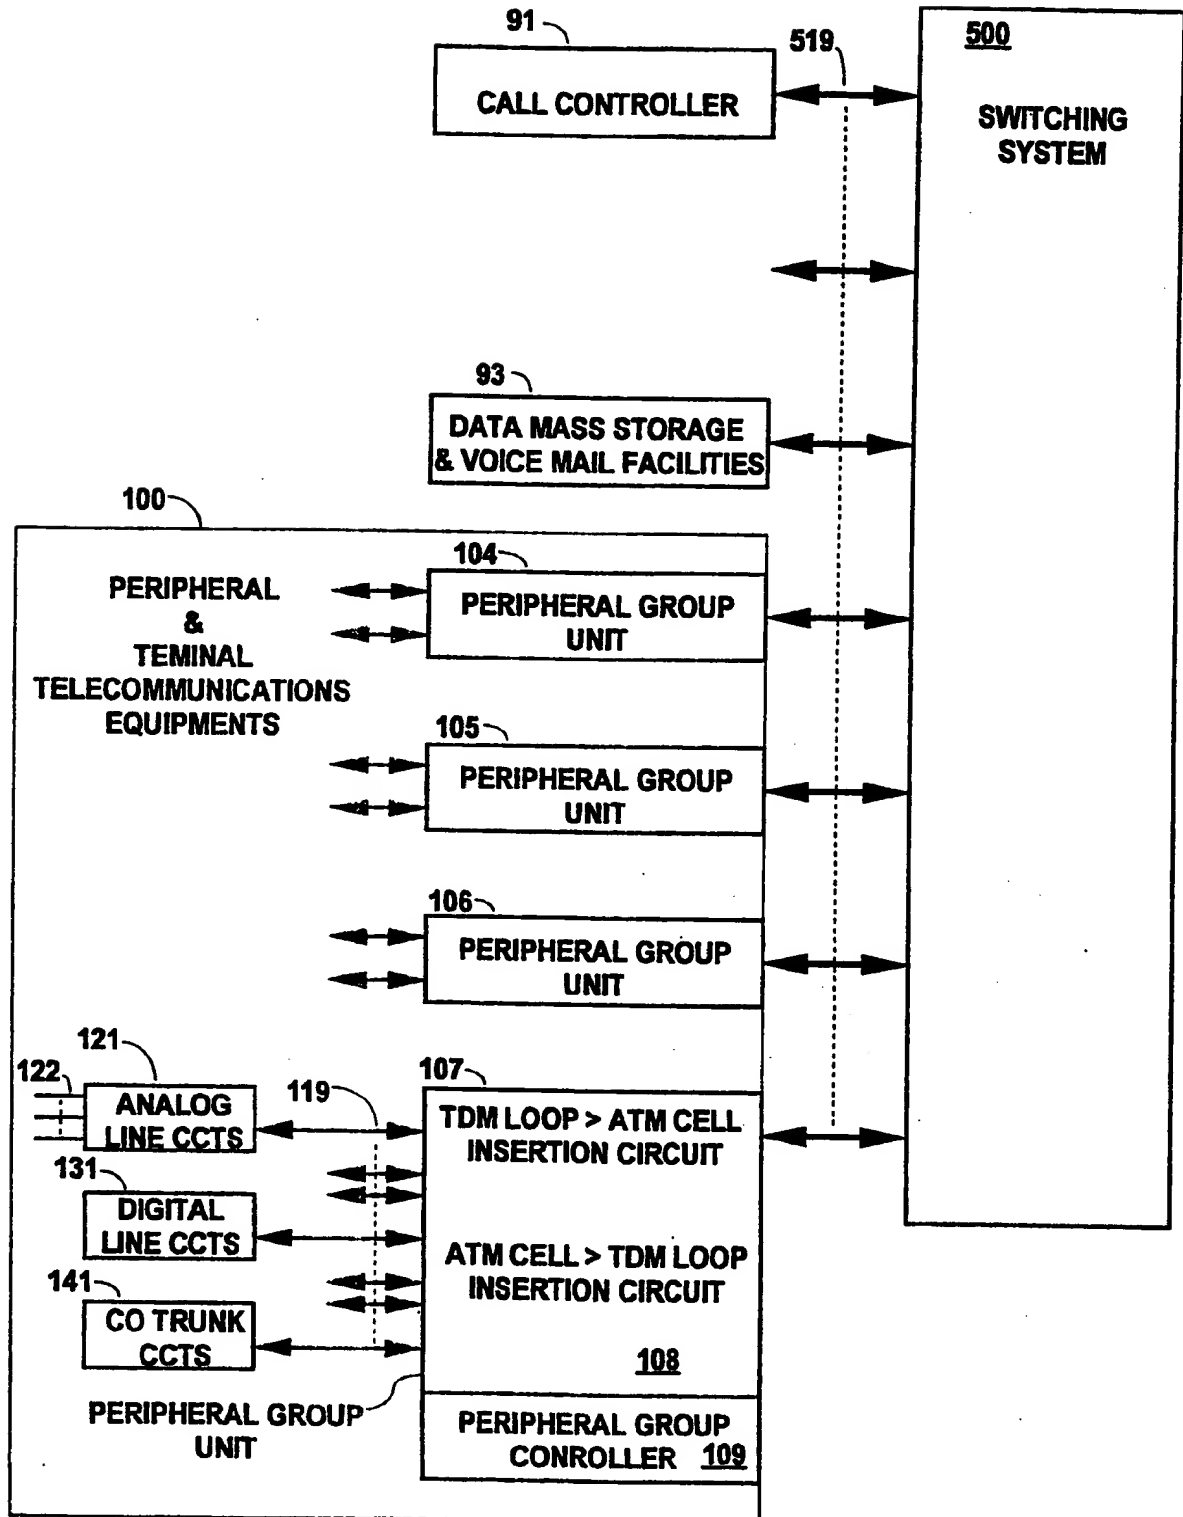 91
CALL CONTROLLER
519
500
SWITCHING
SYSTEM
93
DATA MASS STORAGE
& VOICE MAIL FACILITIES
100
PERIPHERAL
&
TEMINAL
TELECOMMUNICATIONS
EQUIPMENTS
104
PERIPHERAL GROUP
UNIT
105
PERIPHERAL GROUP
UNIT
106
PERIPHERAL GROUP
UNIT
121
122
ANALOG
LINE CCTS
119
131
DIGITAL
LINE CCTS
141
CO TRUNK
CCTS
107
TDM LOOP > ATM CELL
INSERTION CIRCUIT
ATM CELL > TDM LOOP
INSERTION CIRCUIT
108
PERIPHERAL GROUP
UNIT
PERIPHERAL GROUP
CONROLLER 109